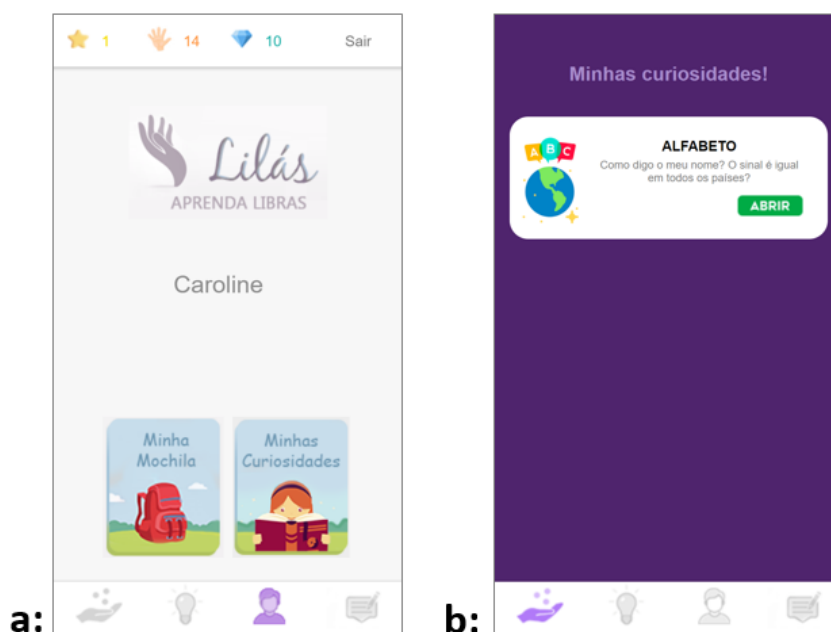 1 14 10 Sair
Lilás
APRENDA LIBRAS
Caroline
Minha
Mochila
Minhas
Curiosidades
a:
Minhas curiosidades!
A B C
ALFABETO
Como digo o meu nome? O sinal é igual
em todos os países?
ABRIR
b: